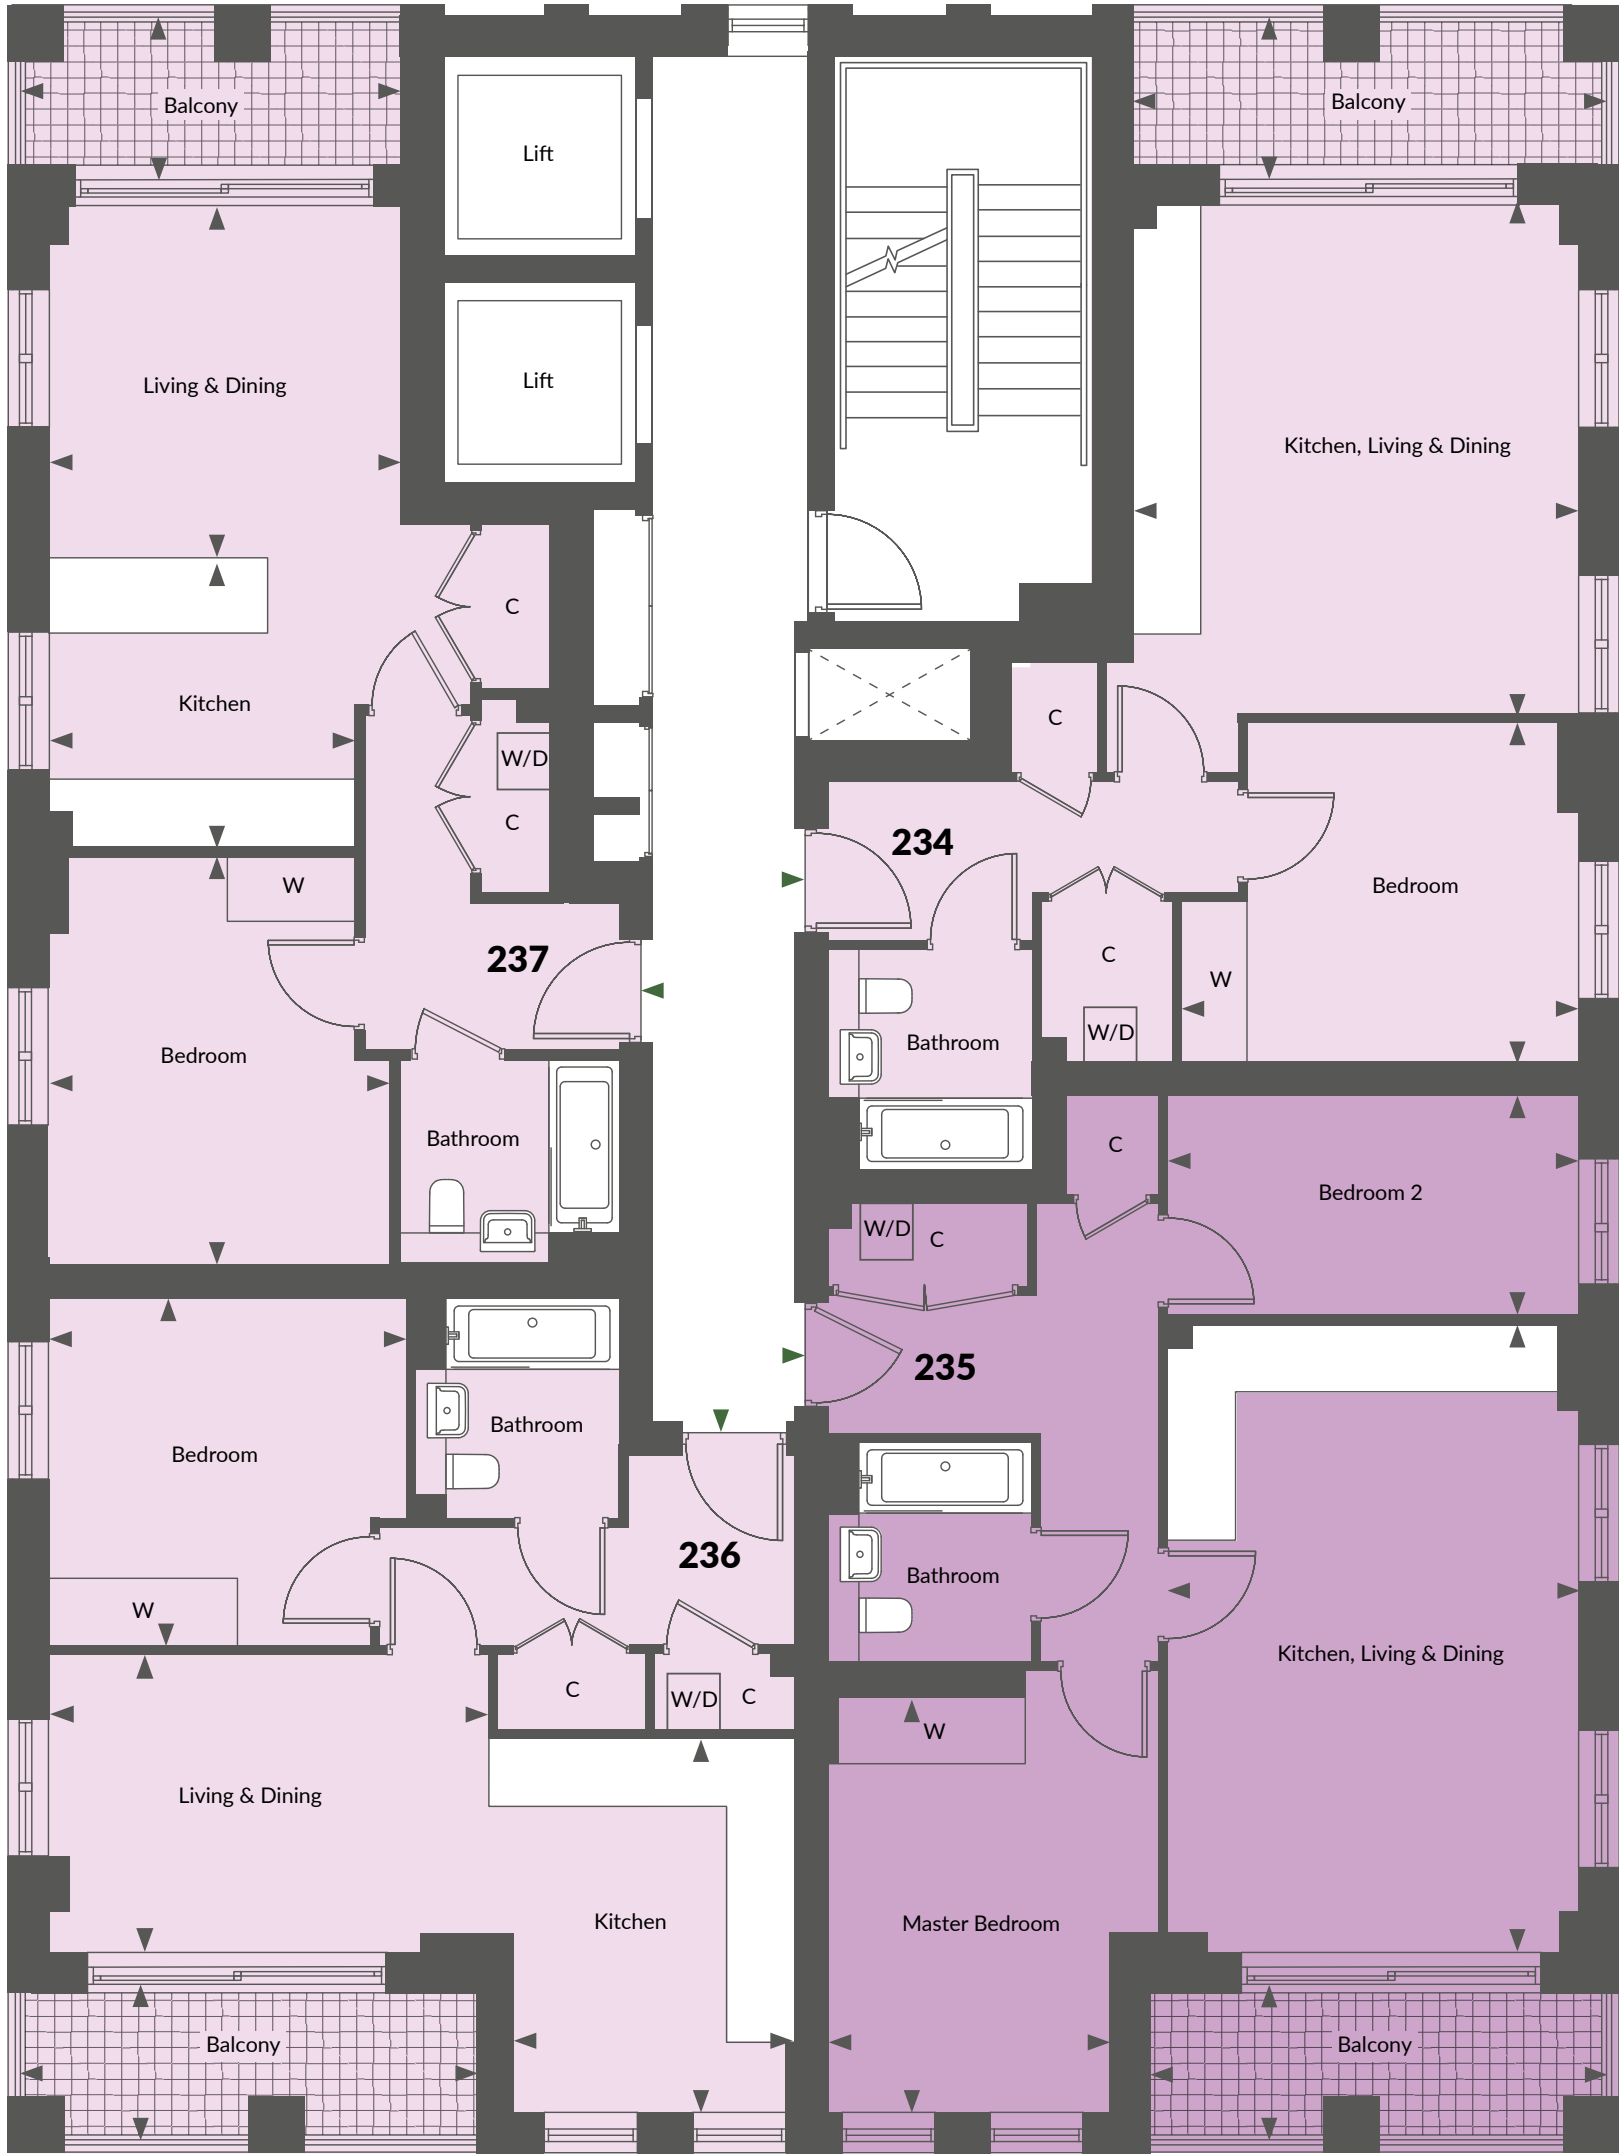 Balcony
Balcony
Lift
Lift
Living & Dining
Kitchen, Living & Dining
C
Kitchen
C
W/D
C
234
W
Bedroom
237
C
W
W/D
Bathroom
Bedroom
Bathroom
C
Bedroom 2
W/D
C
235
Bathroom
Bedroom
236
Bathroom
W
Kitchen, Living & Dining
C
W/D
C
W
Living & Dining
Kitchen
Master Bedroom
Balcony
Balcony